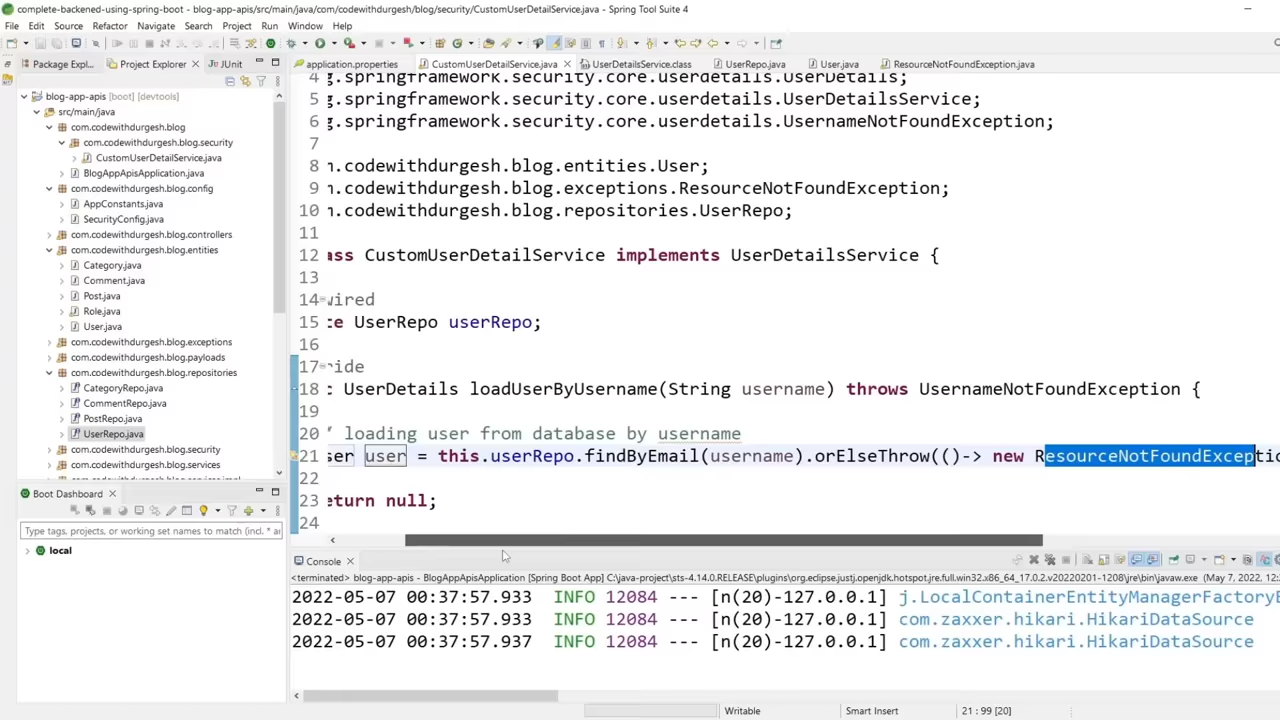 complete-backened-using-spring-boot - blog-app-apis/src/main/java/com/codewithdurgesh/blog/security/CustomUserDetailService.java - Spring Tool Suite 4
File Edit Source Refactor Navigate Search Project Run Window Help
Package Expl... Project Explorer JUnit
application.properties CustomUserDetailService.java UserDetailsService.class UserRepo.java User.java ResourceNotFoundException.java
blog-app-apis [boot] [devtools]
src/main/java
com.codewithdurgesh.blog
com.codewithdurgesh.blog.security
CustomUserDetailService.java
BlogAppApisApplication.java
com.codewithdurgesh.blog.config
AppConstants.java
SecurityConfig.java
com.codewithdurgesh.blog.controllers
com.codewithdurgesh.blog.entities
Category.java
Comment.java
Post.java
Role.java
User.java
com.codewithdurgesh.blog.exceptions
com.codewithdurgesh.blog.payloads
com.codewithdurgesh.blog.repositories
CategoryRepo.java
CommentRepo.java
PostRepo.java
UserRepo.java
com.codewithdurgesh.blog.security
com.codewithdurgesh.blog.services
4 g.springframework.security.core.userdetails.UserDetails;
5 g.springframework.security.core.userdetails.UserDetailsService;
6 g.springframework.security.core.userdetails.UsernameNotFoundException;
7
8 m.codewithdurgesh.blog.entities.User;
9 m.codewithdurgesh.blog.exceptions.ResourceNotFoundException;
10 m.codewithdurgesh.blog.repositories.UserRepo;
11
12 ass CustomUserDetailService implements UserDetailsService {
13
14 wired
15 te UserRepo userRepo;
16
17 ride
18 c UserDetails loadUserByUsername(String username) throws UsernameNotFoundException {
19
20 / loading user from database by username
21 ser user = this.userRepo.findByEmail(username).orElseThrow(()-> new ResourceNotFoundExceptio
22
23 eturn null;
24
Boot Dashboard
Type tags, projects, or working set names to match (incl. * ar
local
Console
<terminated> blog-app-apis - BlogAppApisApplication [Spring Boot App] C:\java-project\sts-4.14.0.RELEASE\plugins\org.eclipse.justj.openjdk.hotspot.jre.full.win32.x86_64_17.0.2.v20220201-1208\jre\bin\javaw.exe (May 7, 2022, 12:
2022-05-07 00:37:57.933 INFO 12084 --- [n(20)-127.0.0.1] j.LocalContainerEntityManagerFactoryB
2022-05-07 00:37:57.933 INFO 12084 --- [n(20)-127.0.0.1] com.zaxxer.hikari.HikariDataSource
2022-05-07 00:37:57.937 INFO 12084 --- [n(20)-127.0.0.1] com.zaxxer.hikari.HikariDataSource
Writable Smart Insert 21 : 99 [20]